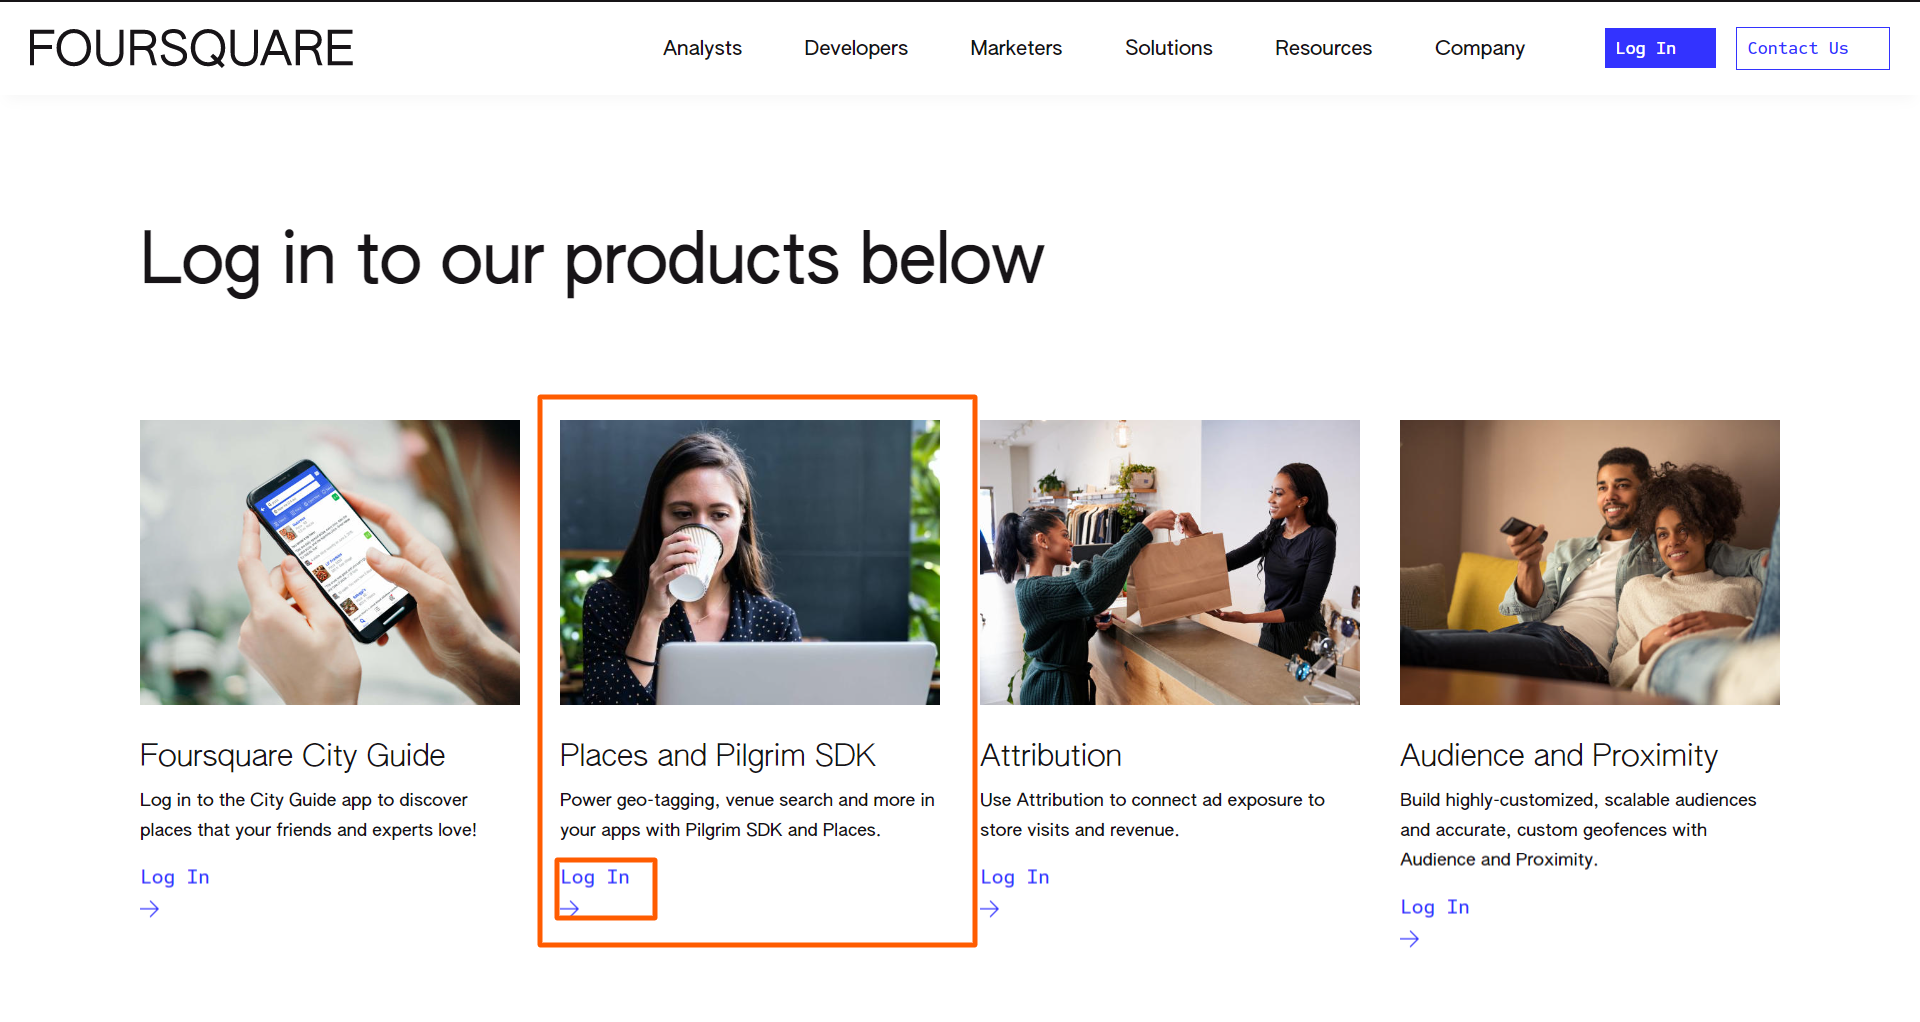 FOURSQUARE
Analysts
Developers
Marketers
Solutions
Resources
Company
Log In
Contact Us
Log in to our products below
Foursquare City Guide
Log in to the City Guide app to discover
places that your friends and experts love!
Log In
Places and Pilgrim SDK
Power geo-tagging, venue search and more in
your apps with Pilgrim SDK and Places.
Log In
Attribution
Use Attribution to connect ad exposure to
store visits and revenue.
Log In
Audience and Proximity
Build highly-customized, scalable audiences
and accurate, custom geofences with
Audience and Proximity.
Log In